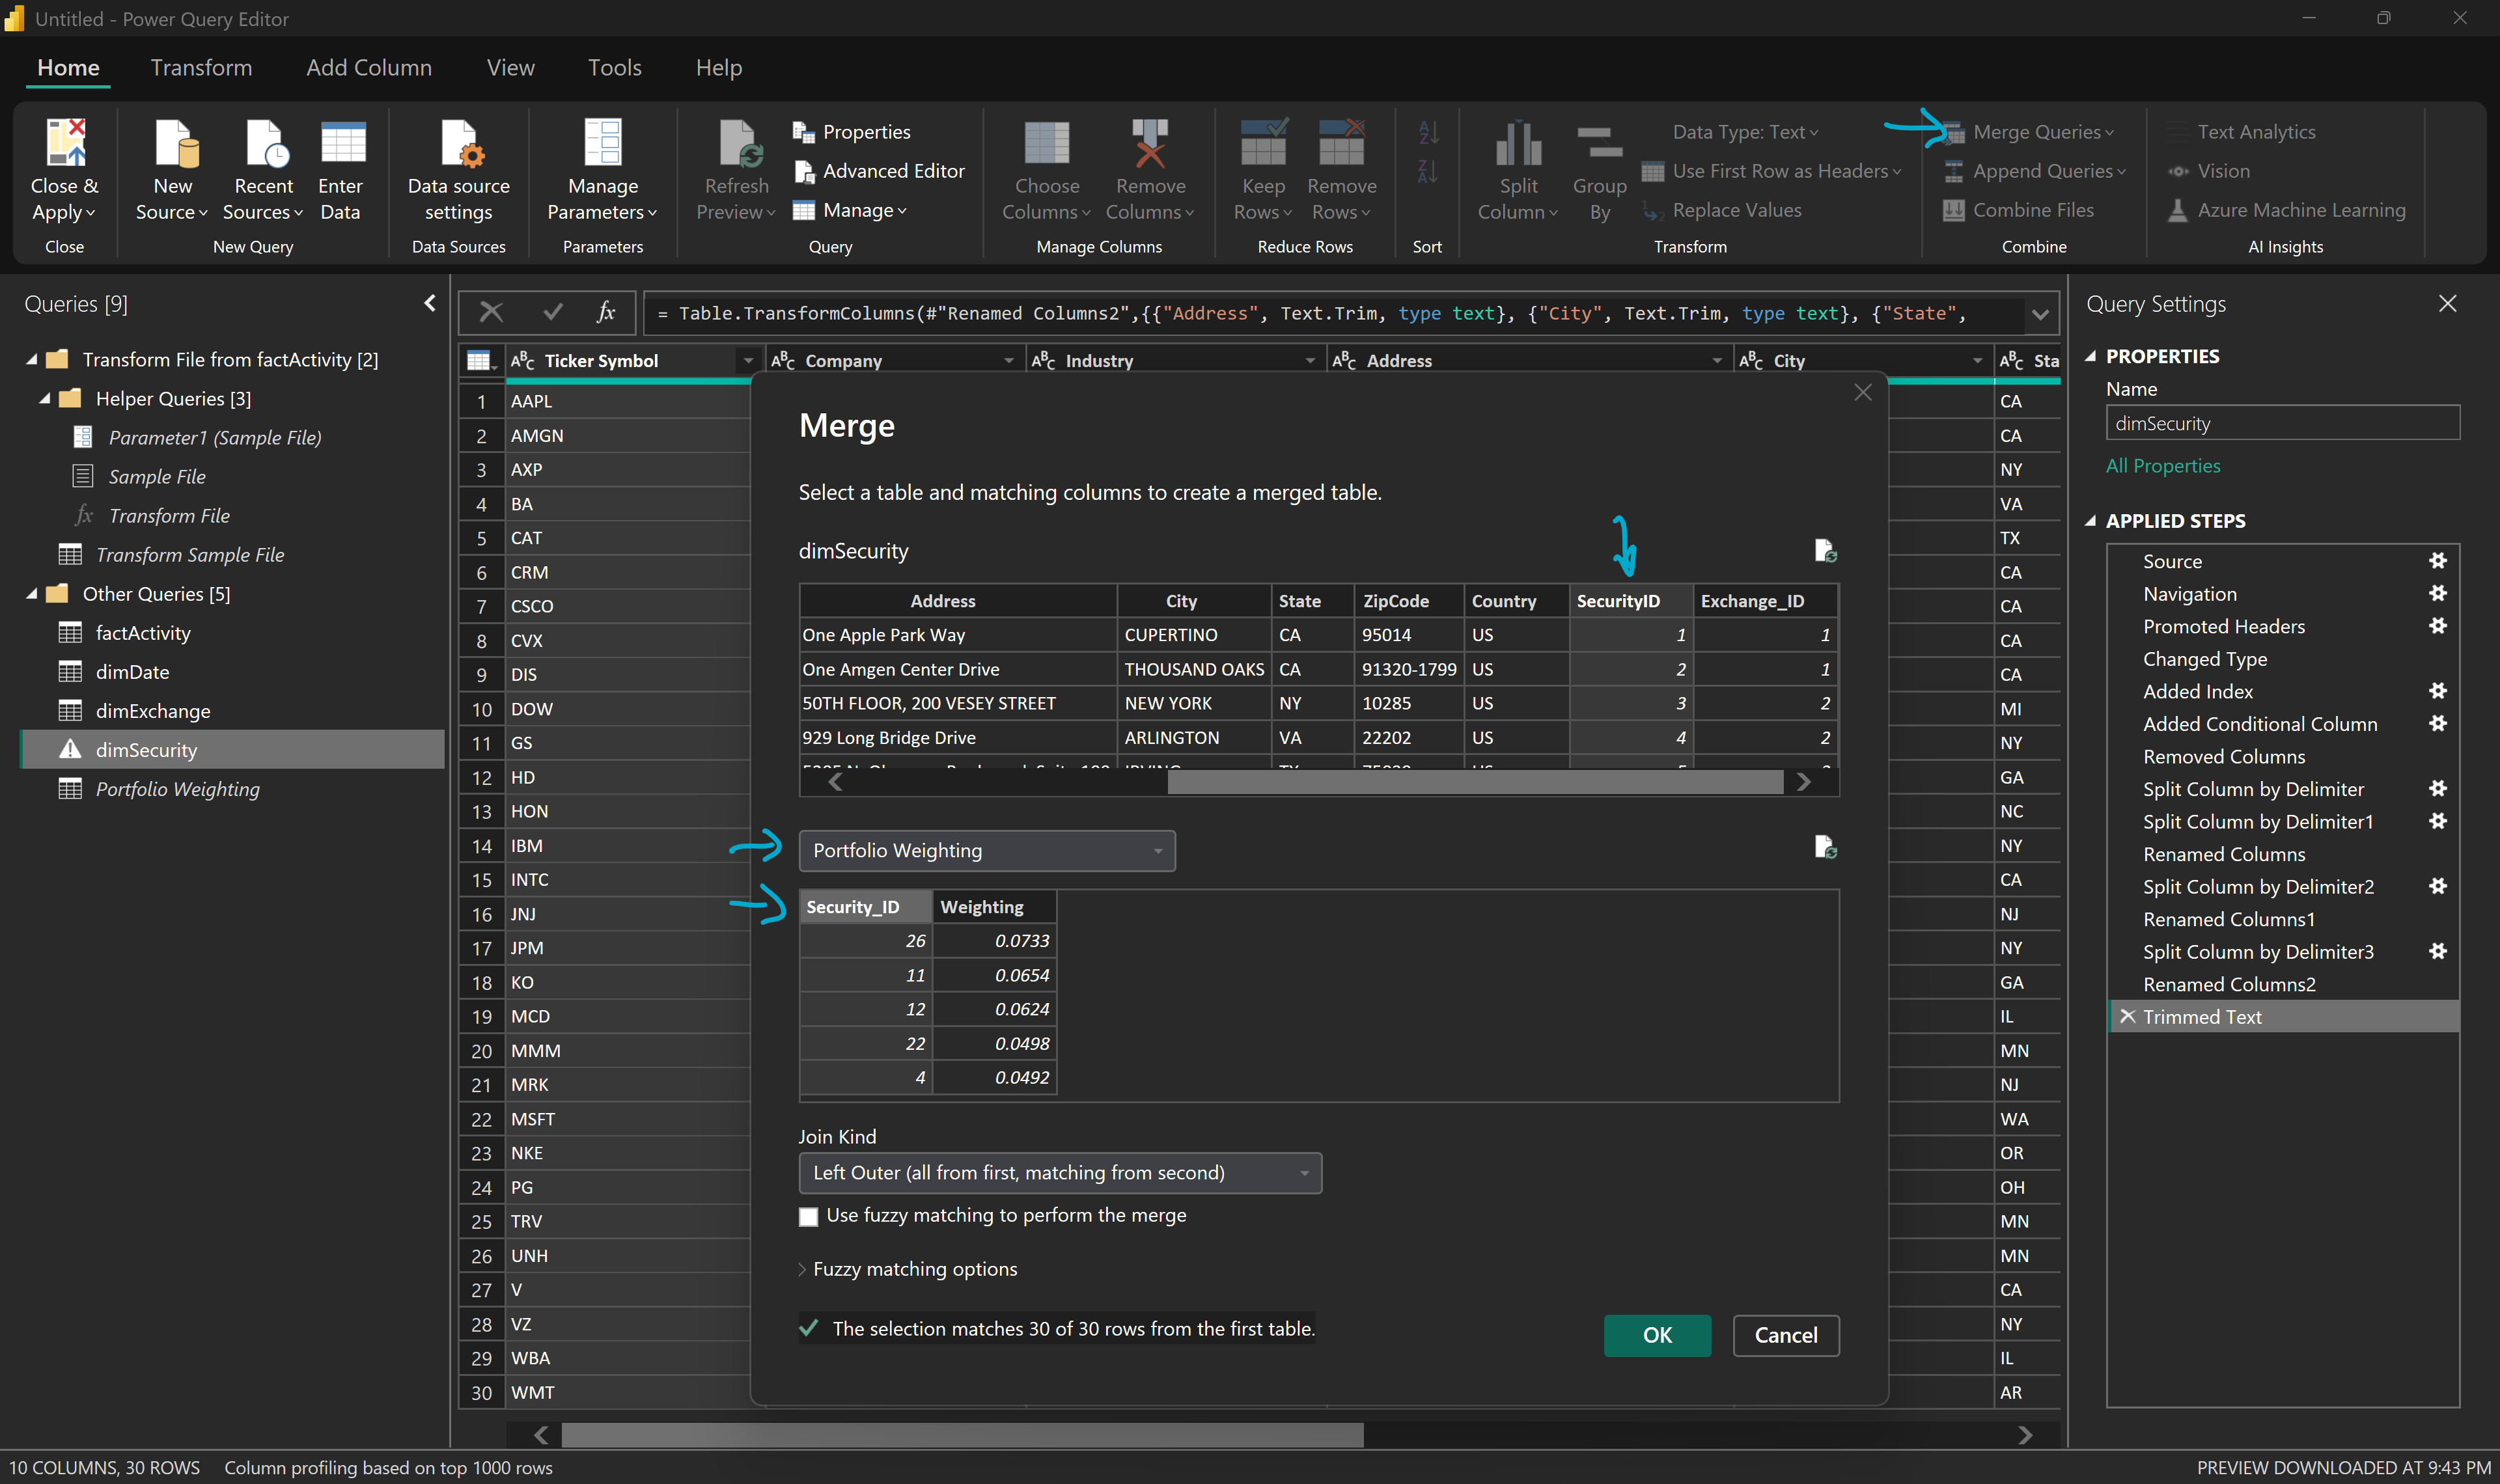 Untitled - Power Query Editor
Home Transform Add Column View Tools Help
Close & Apply
Close
New Source
Recent Sources
Enter Data
New Query
Data source settings
Data Sources
Manage Parameters
Parameters
Refresh Preview
Properties
Advanced Editor
Manage
Query
Choose Columns
Remove Columns
Manage Columns
Keep Rows
Remove Rows
Reduce Rows
A Z
Z A
Sort
Split Column
Group By
Data Type: Text
Use First Row as Headers
Replace Values
Transform
Merge Queries
Append Queries
Combine Files
Combine
Text Analytics
Vision
Azure Machine Learning
AI Insights
Queries [9]
Transform File from factActivity [2]
Helper Queries [3]
Parameter1 (Sample File)
Sample File
fx Transform File
Transform Sample File
Other Queries [5]
factActivity
dimDate
dimExchange
dimSecurity
Portfolio Weighting
fx = Table.TransformColumns(#"Renamed Columns2",{{"Address", Text.Trim, type text}, {"City", Text.Trim, type text}, {"State",
ABC Ticker Symbol ABC Company ABC Industry ABC Address ABC City ABC Sta
1 AAPL CA
2 AMGN CA
3 AXP NY
4 BA VA
5 CAT TX
6 CRM CA
7 CSCO CA
8 CVX CA
9 DIS CA
10 DOW MI
11 GS NY
12 HD GA
13 HON NC
14 IBM NY
15 INTC CA
16 JNJ NJ
17 JPM NY
18 KO GA
19 MCD IL
20 MMM MN
21 MRK NJ
22 MSFT WA
23 NKE OR
24 PG OH
25 TRV MN
26 UNH MN
27 V CA
28 VZ NY
29 WBA IL
30 WMT AR
Merge
Select a table and matching columns to create a merged table.
dimSecurity
Address City State ZipCode Country SecurityID Exchange_ID
One Apple Park Way CUPERTINO CA 95014 US 1 1
One Amgen Center Drive THOUSAND OAKS CA 91320-1799 US 2 1
50TH FLOOR, 200 VESEY STREET NEW YORK NY 10285 US 3 2
929 Long Bridge Drive ARLINGTON VA 22202 US 4 2
Portfolio Weighting
Security_ID Weighting
26 0.0733
11 0.0654
12 0.0624
22 0.0498
4 0.0492
Join Kind
Left Outer (all from first, matching from second)
Use fuzzy matching to perform the merge
Fuzzy matching options
The selection matches 30 of 30 rows from the first table.
OK Cancel
Query Settings
PROPERTIES
Name
dimSecurity
All Properties
APPLIED STEPS
Source
Navigation
Promoted Headers
Changed Type
Added Index
Added Conditional Column
Removed Columns
Split Column by Delimiter
Split Column by Delimiter1
Renamed Columns
Split Column by Delimiter2
Renamed Columns1
Split Column by Delimiter3
Renamed Columns2
Trimmed Text
10 COLUMNS, 30 ROWS Column profiling based on top 1000 rows
PREVIEW DOWNLOADED AT 9:43 PM